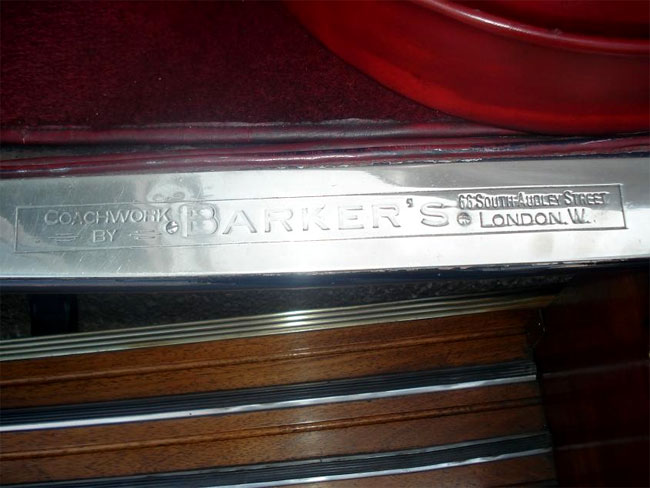 COACHWORK
BY
BARKER'S
66 SOUTH AUDLEY STREET
LONDON. W.